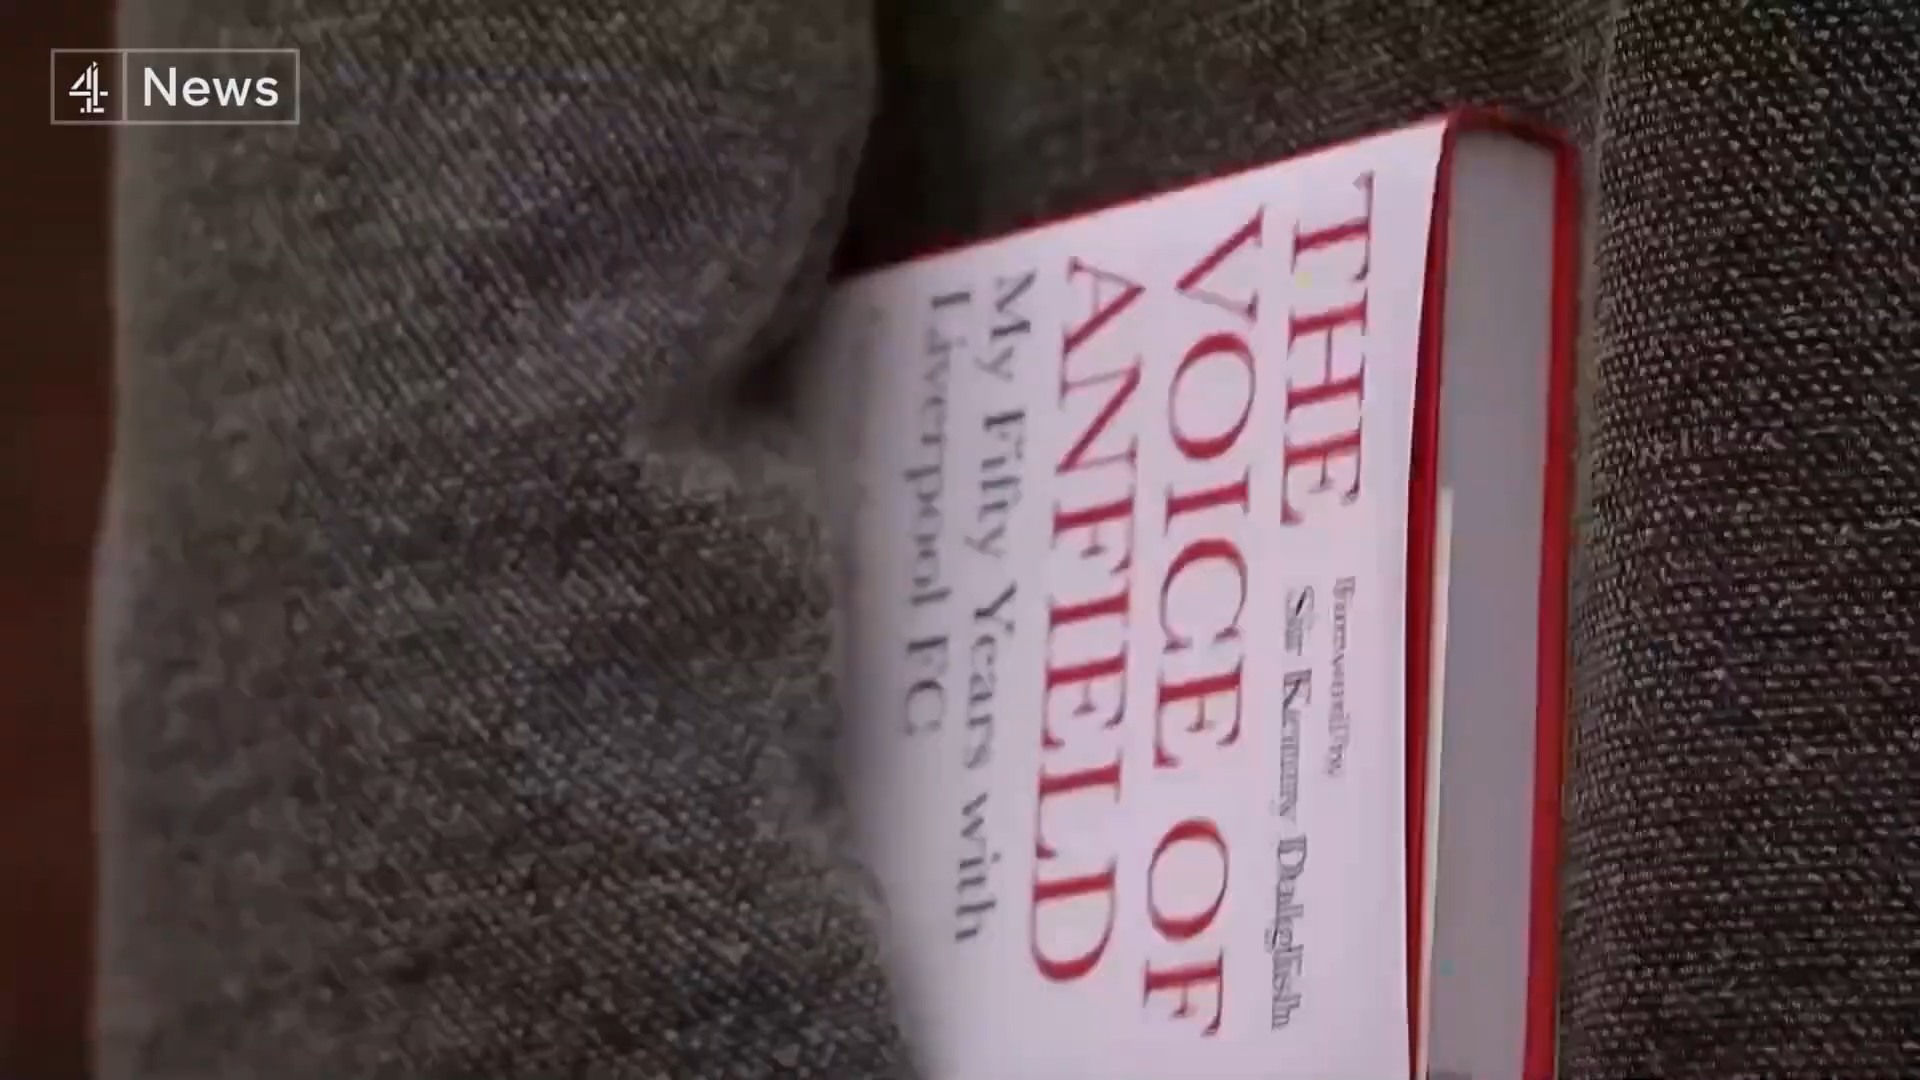 4 News
THE
VOICE OF
ANFIELD
My Fifty Years with
Liverpool FC
Foreword by
Sir Kenny Dalglish